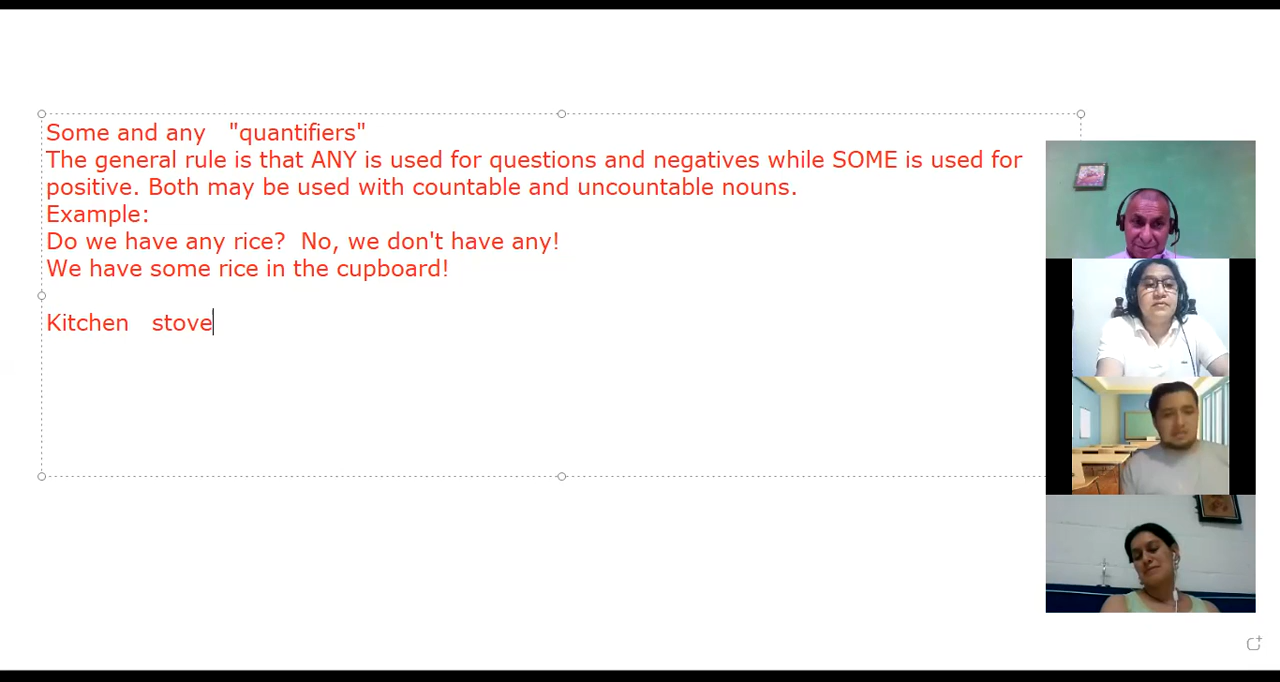 Some and any "quantifiers"
The general rule is that ANY is used for questions and negatives while SOME is used for
positive. Both may be used with countable and uncountable nouns.
Example:
Do we have any rice? No, we don't have any!
We have some rice in the cupboard!
Kitchen stove